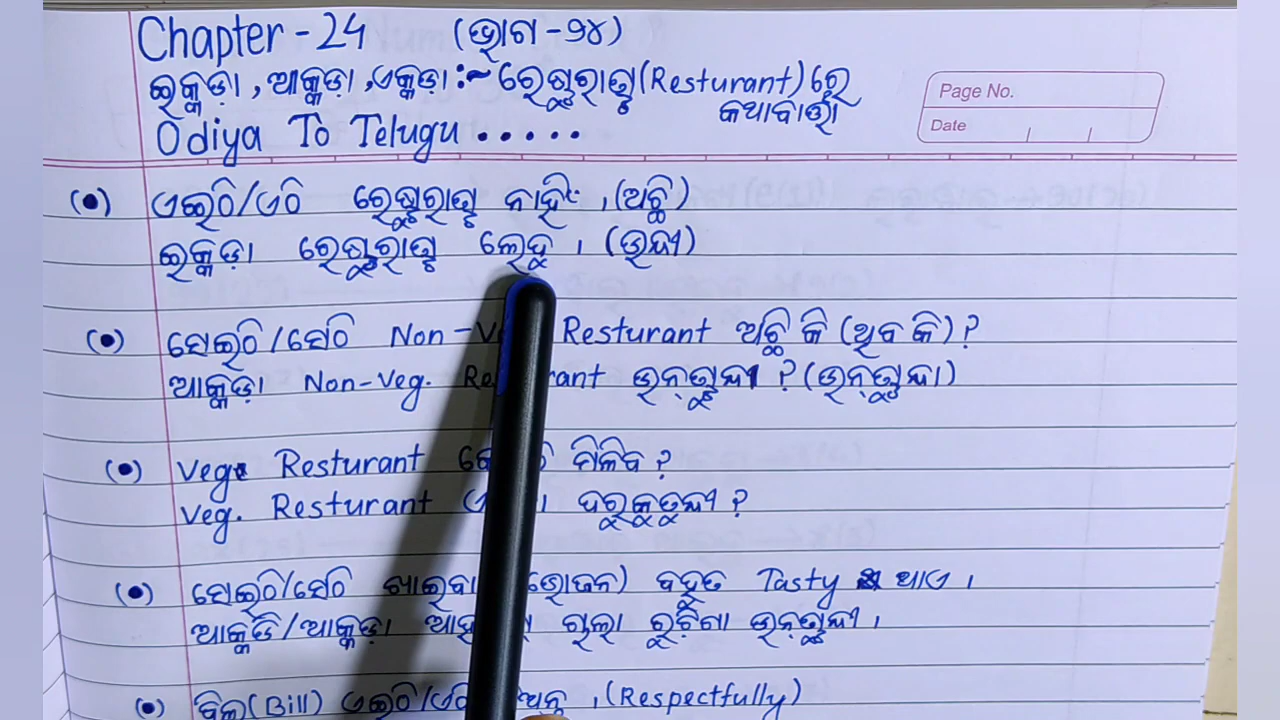 Chapter - 24 (ଭାଗ - ୨୪)
ଇକ୍କଡ଼ା, ଆକ୍କଡ଼ା, ଏକ୍କଡ଼ା :~ ରେଷ୍ଟୁରାଣ୍ଟ (Resturant) ରେ
କଥାବାର୍ତ୍ତା
Odiya To Telugu .....
Page No.
Date
(•) ଏଇଠି/ଏଠି ରେଷ୍ଟୁରାଣ୍ଟ ନାହିଁ । (ଅଛି)
ଇକ୍କଡ଼ା ରେଷ୍ଟୁରାଣ୍ଟ ଲେଦୁ । (ଉନ୍ଦୀ)
(•) ସେଇଠି/ସେଠି Non-Resturant ଅଛି କି (ଥିବ କି)?
ଆକ୍କଡ଼ା Non-Veg. ଉନ୍ତୁନ୍ଦୀ ? (ଉନ୍ତୁନ୍ଦା)
(•) Veg. Resturant ମିଳିବ ?
Veg. Resturant ଦରୁକୁତୁନ୍ଦୀ ?
(•) ସେଇଠି/ସେଠି ଖାଇବା ଭୋଜନ) ବହୁତ Tasty ଥାଏ ।
ଆକ୍କଡି/ଆକ୍କଡ଼ା ଚାଲା ରୁଚିଗା ଉନ୍ତୁନ୍ଦୀ ।
(•) ବିଲ୍ (Bill) ଏଇଠି/ଏଠି । (Respectfully)